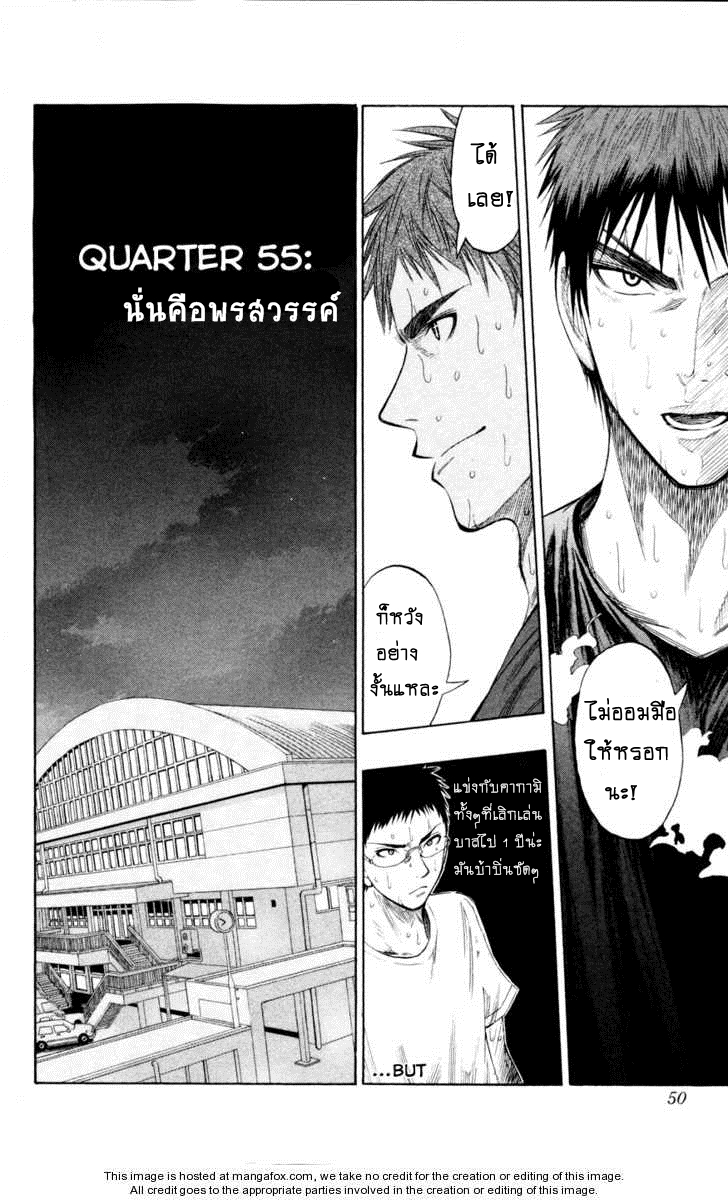 ได้
เลย!
ไม่ออมมือ
ให้หรอก
นะ!
ก็หวัง
อย่าง
งั้นแหละ
แข่งกับคากามิ
ทั้งๆที่เลิกเล่น
บาสไป 1 ปีน่ะ
มันบ้าบิ่นชัดๆ
...BUT
QUARTER 55:
นั่นคือพรสวรรค์
50
This image is hosted at mangafox.com, we take no credit for the creation or editing of this image.
All credit goes to the appropriate parties involved in the creation or editing of this image.